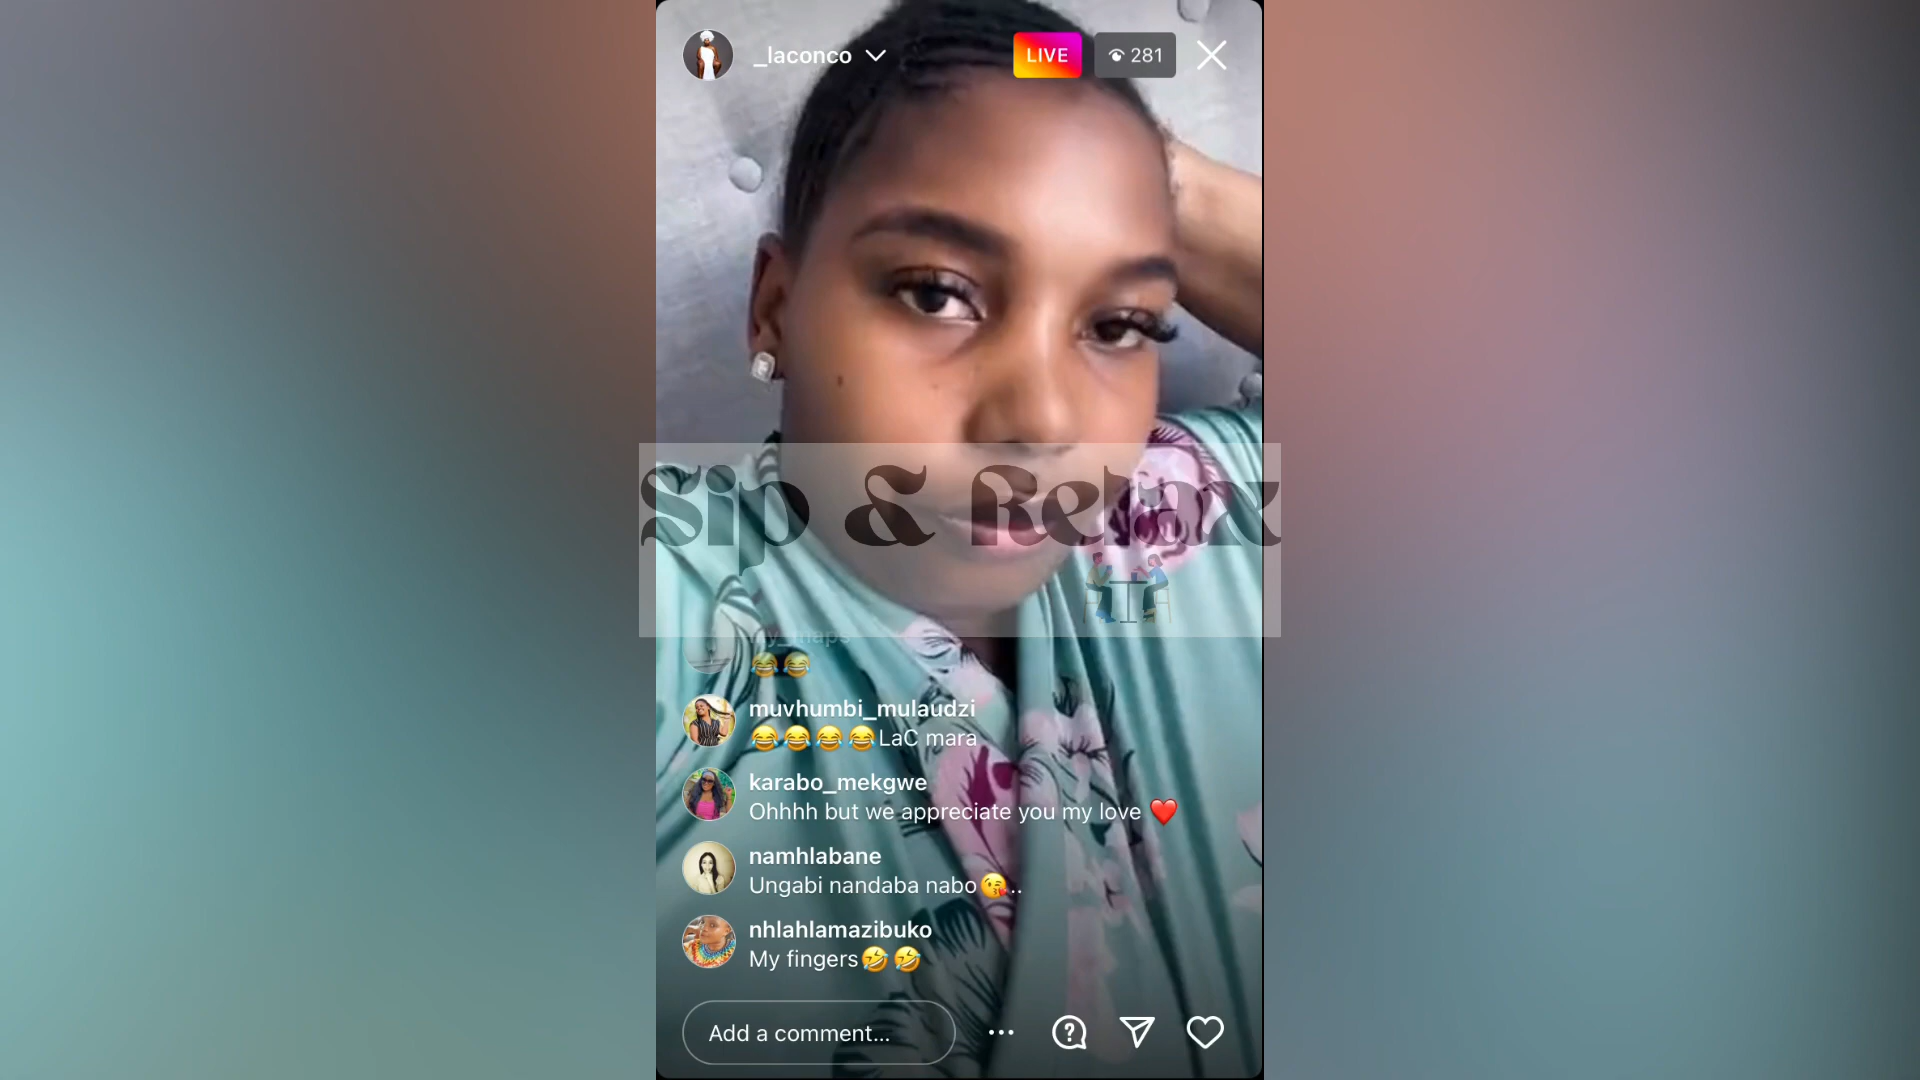 _laconco
LIVE
281
Sip & Relax
😂😂
muvhumbi_mulaudzi
😂😂😂😂LaC mara
karabo_mekgwe
Ohhhh but we appreciate you my love ❤️
namhlabane
Ungabi nandaba nabo😘..
nhlahlamazibuko
My fingers🤣🤣
Add a comment...